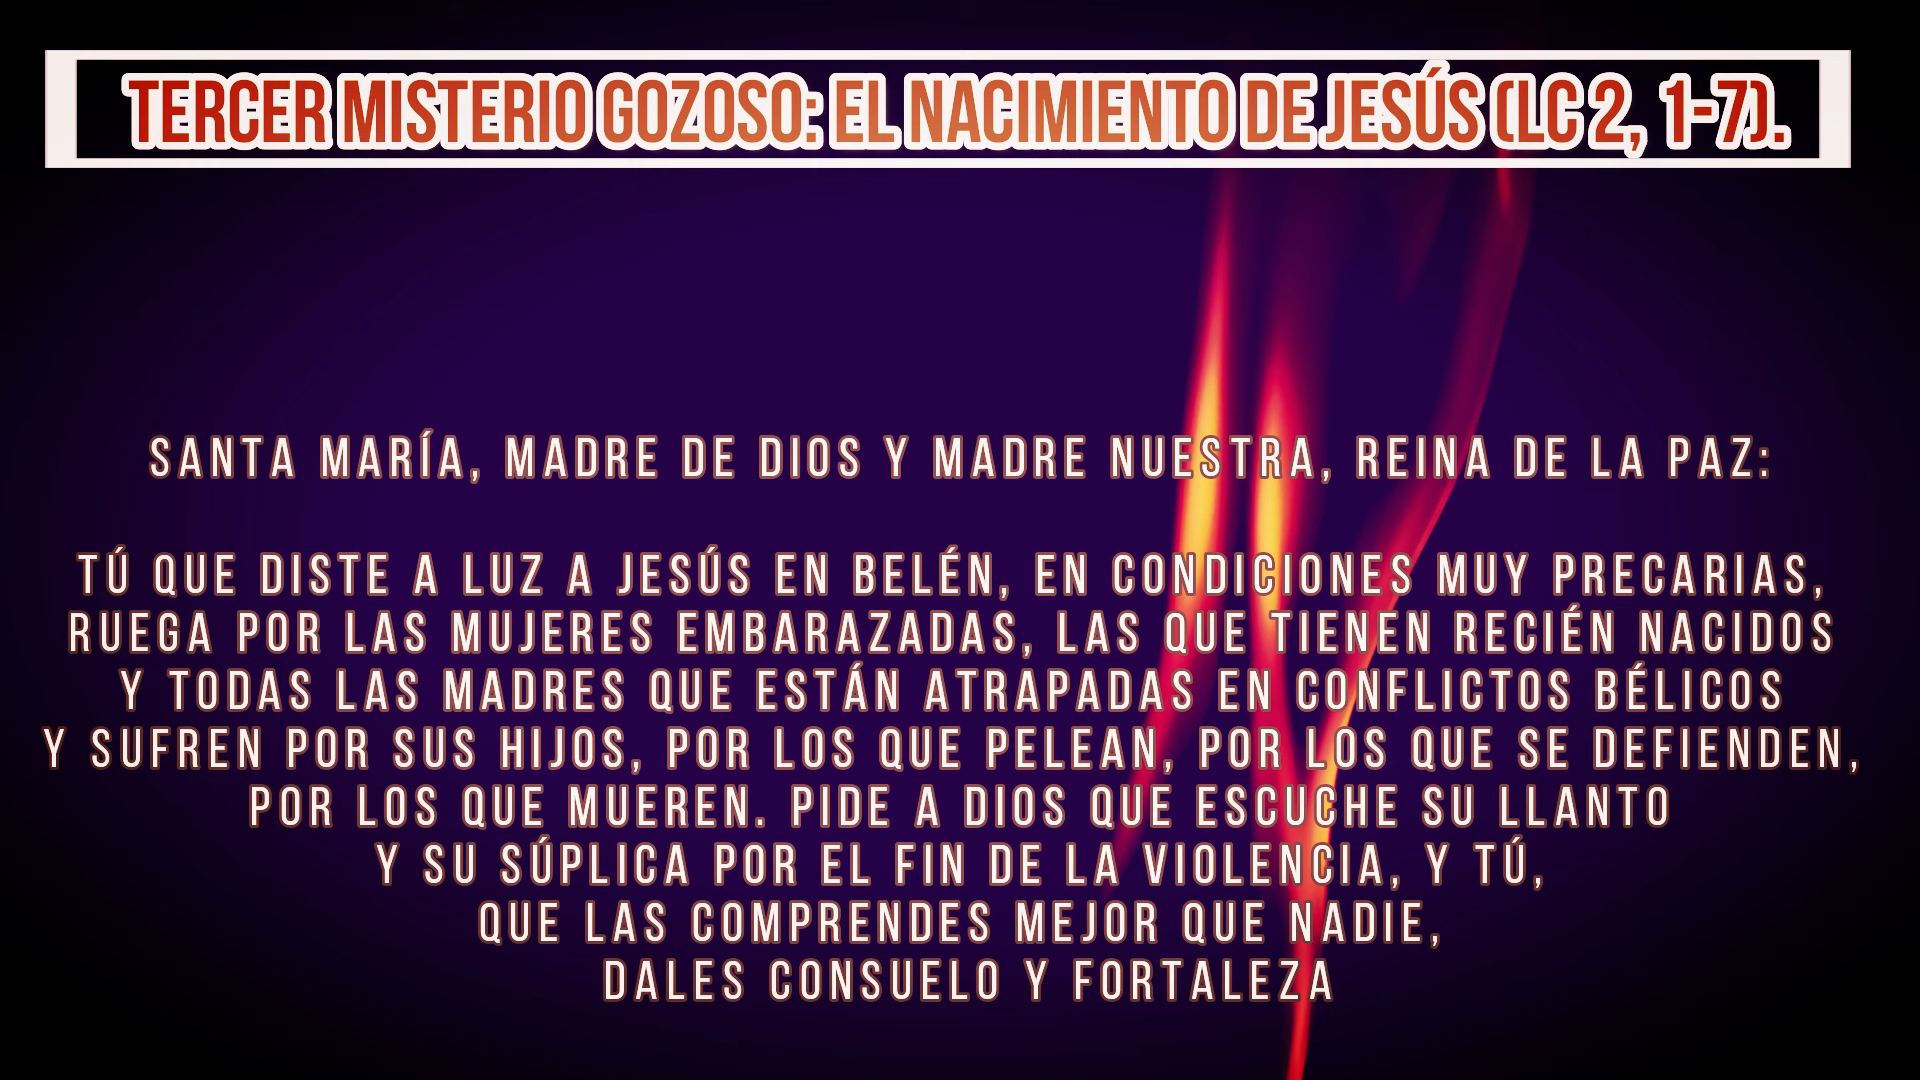 TERCER MISTERIO GOZOSO: EL NACIMIENTO DE JESÚS (LC 2, 1-7).
SANTA MARÍA, MADRE DE DIOS Y MADRE NUESTRA, REINA DE LA PAZ:
TÚ QUE DISTE A LUZ A JESÚS EN BELÉN, EN CONDICIONES MUY PRECARIAS,
RUEGA POR LAS MUJERES EMBARAZADAS, LAS QUE TIENEN RECIÉN NACIDOS
Y TODAS LAS MADRES QUE ESTÁN ATRAPADAS EN CONFLICTOS BÉLICOS
Y SUFREN POR SUS HIJOS, POR LOS QUE PELEAN, POR LOS QUE SE DEFIENDEN,
POR LOS QUE MUEREN. PIDE A DIOS QUE ESCUCHE SU LLANTO
Y SU SÚPLICA POR EL FIN DE LA VIOLENCIA, Y TÚ,
QUE LAS COMPRENDES MEJOR QUE NADIE,
DALES CONSUELO Y FORTALEZA